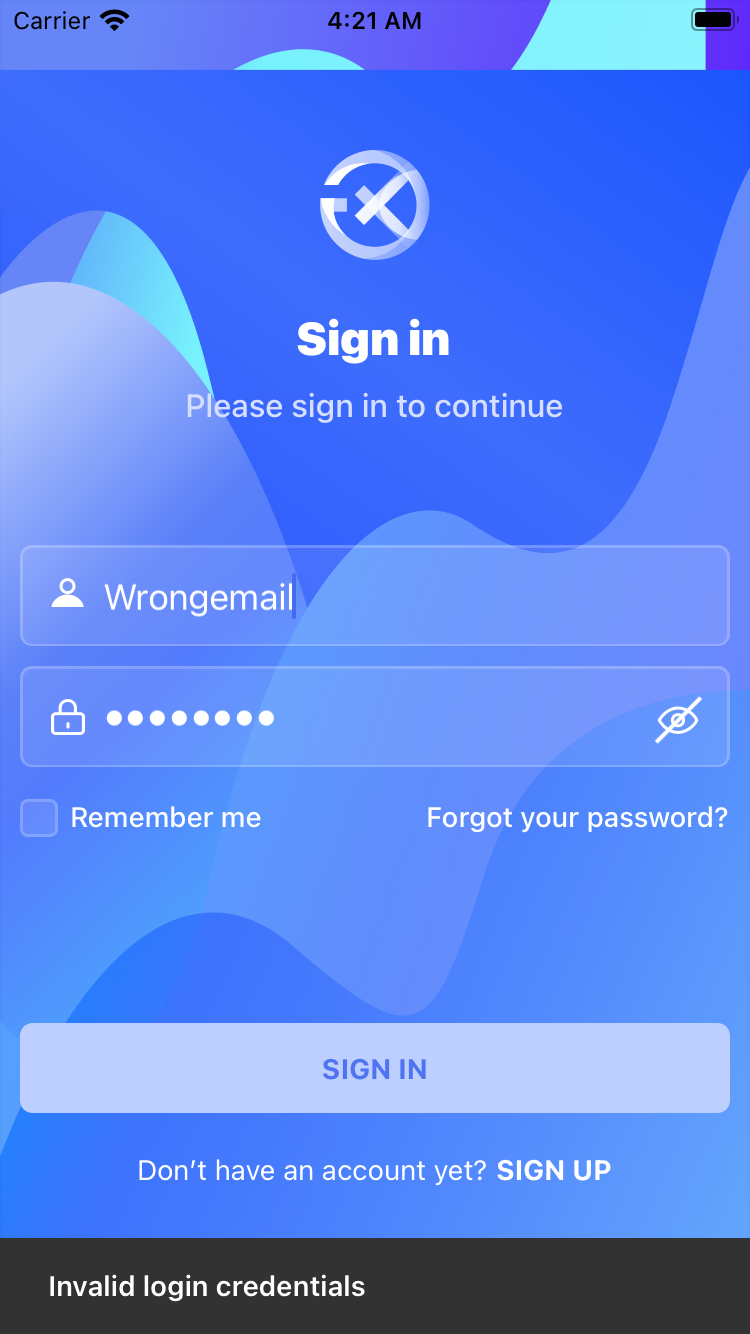 Carrier 4:21 AM
Sign in
Please sign in to continue
Wrongemail
Remember me Forgot your password?
SIGN IN
Don’t have an account yet? SIGN UP
Invalid login credentials